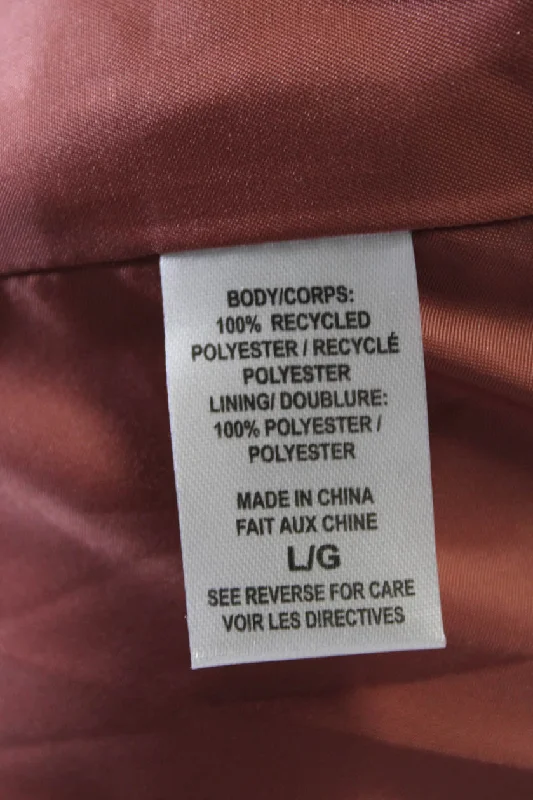 BODY/CORPS:
100% RECYCLED
POLYESTER / RECYCLÉ
POLYESTER
LINING/ DOUBLURE:
100% POLYESTER /
POLYESTER
MADE IN CHINA
FAIT AUX CHINE
L/G
SEE REVERSE FOR CARE
VOIR LES DIRECTIVES